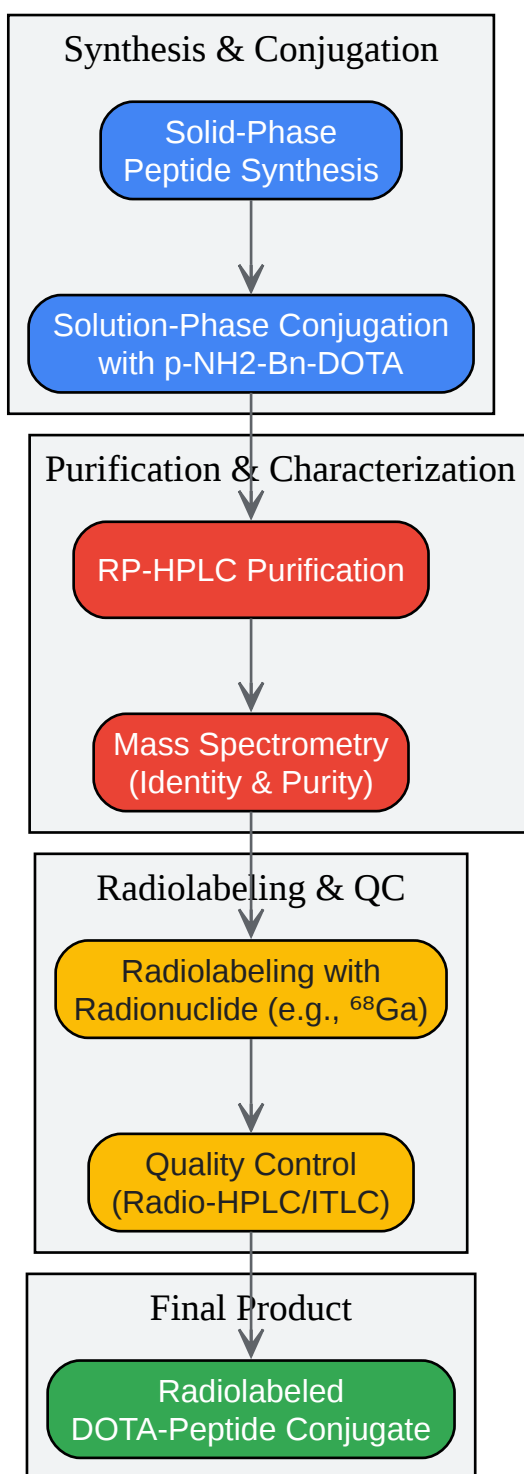 Synthesis & Conjugation
Solid-Phase
Peptide Synthesis
Solution-Phase Conjugation
with p-NH2-Bn-DOTA
Purification & Characterization
RP-HPLC Purification
Mass Spectrometry
(Identity & Purity)
Radiolabeling & QC
Radiolabeling with
Radionuclide (e.g., ⁶⁸Ga)
Quality Control
(Radio-HPLC/ITLC)
Final Product
Radiolabeled
DOTA-Peptide Conjugate